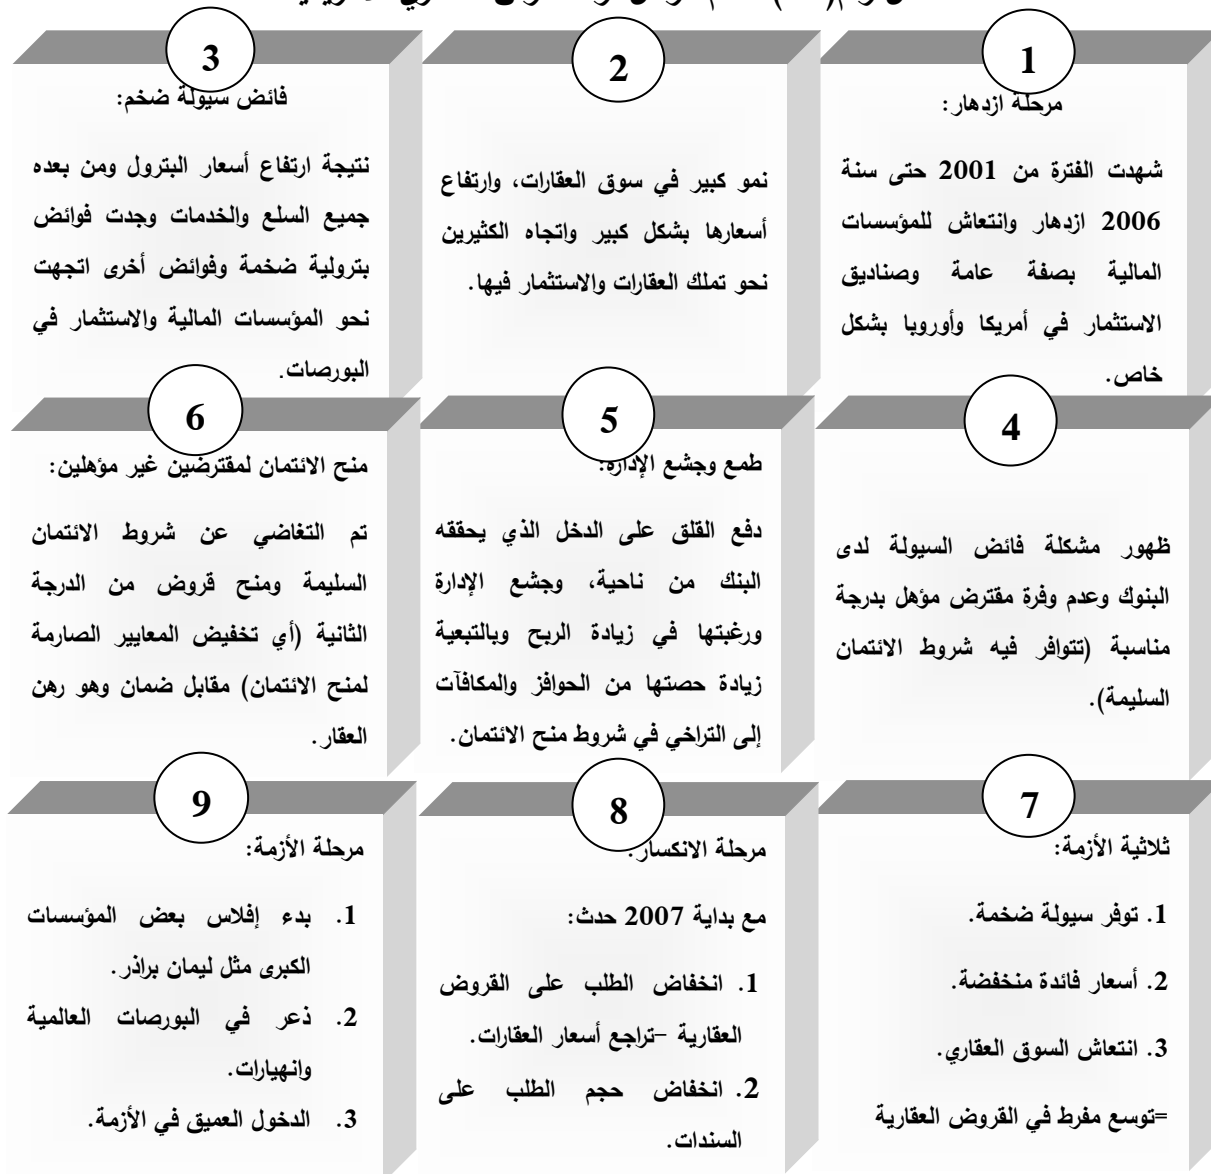 1
مرحلة ازدهار:
شهدت الفترة من 2001 حتى سنة
2006 ازدهار وانتعاش للمؤسسات
المالية بصفة عامة وصناديق
الاستثمار في أمريكا وأوروبا بشكل
خاص.
2
نمو كبير في سوق العقارات، وارتفاع
أسعارها بشكل كبير واتجاه الكثيرين
نحو تملك العقارات والاستثمار فيها.
3
فائض سيولة ضخم:
نتيجة ارتفاع أسعار البترول ومن بعده
جميع السلع والخدمات وجدت فوائض
بترولية ضخمة وفوائض أخرى اتجهت
نحو المؤسسات المالية والاستثمار في
البورصات.
4
ظهور مشكلة فائض السيولة لدى
البنوك وعدم وفرة مقترض مؤهل بدرجة
مناسبة (تتوافر فيه شروط الائتمان
السليمة).
5
طمع وجشع الإدارة:
دفع القلق على الدخل الذي يحققه
البنك من ناحية، وجشع الإدارة
ورغبتها في زيادة الربح وبالتبعية
زيادة حصتها من الحوافز والمكافآت
إلى التراخي في شروط منح الائتمان.
6
منح الائتمان لمقترضين غير مؤهلين:
تم التغاضي عن شروط الائتمان
السليمة ومنح قروض من الدرجة
الثانية (أي تخفيض المعايير الصارمة
لمنح الائتمان) مقابل ضمان وهو رهن
العقار.
7
ثلاثية الأزمة:
1. توفر سيولة ضخمة.
2. أسعار فائدة منخفضة.
3. انتعاش السوق العقاري.
=توسع مفرط في القروض العقارية
8
مرحلة الانكسار:
مع بداية 2007 حدث:
1. انخفاض الطلب على القروض
العقارية –تراجع أسعار العقارات.
2. انخفاض حجم الطلب على
السندات.
9
مرحلة الأزمة:
1. بدء إفلاس بعض المؤسسات
الكبرى مثل ليمان براذر.
2. ذعر في البورصات العالمية
وانهيارات.
3. الدخول العميق في الأزمة.